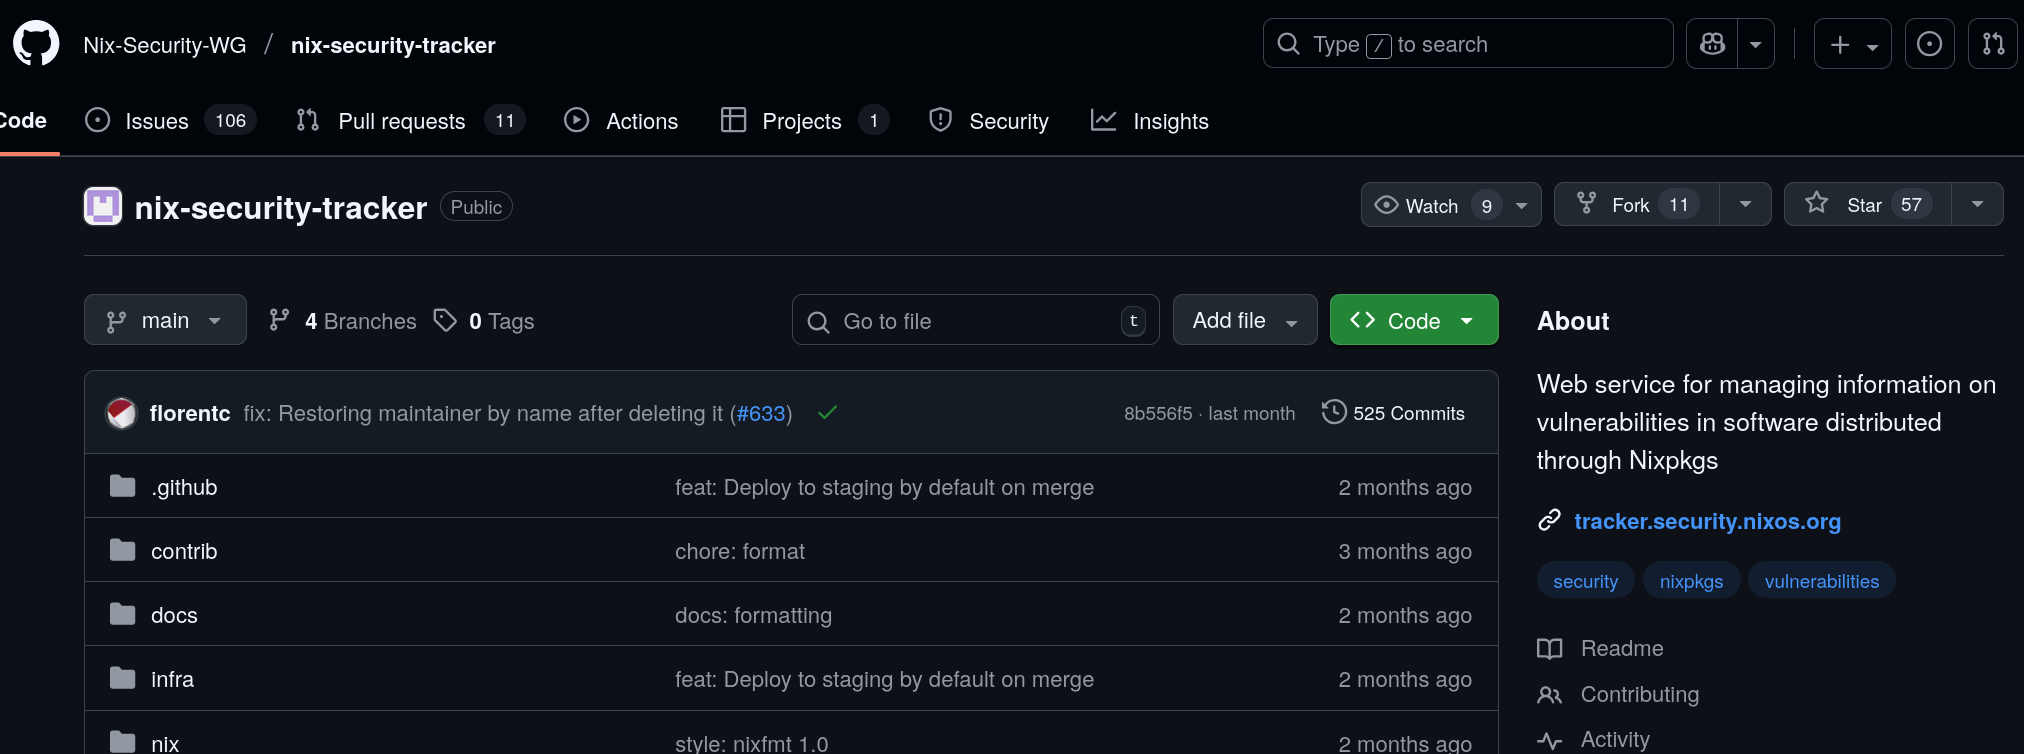 Nix-Security-WG / nix-security-tracker
Type / to search
Code Issues 106 Pull requests 11 Actions Projects 1 Security Insights
nix-security-tracker Public
Watch 9 Fork 11 Star 57
main 4 Branches 0 Tags Go to file t Add file Code
florentc fix: Restoring maintainer by name after deleting it (#633) 8b556f5 · last month 525 Commits
.github feat: Deploy to staging by default on merge 2 months ago
contrib chore: format 3 months ago
docs docs: formatting 2 months ago
infra feat: Deploy to staging by default on merge 2 months ago
nix style: nixfmt 1.0 2 months ago
About
Web service for managing information on
vulnerabilities in software distributed
through Nixpkgs
tracker.security.nixos.org
security nixpkgs vulnerabilities
Readme
Contributing
Activity